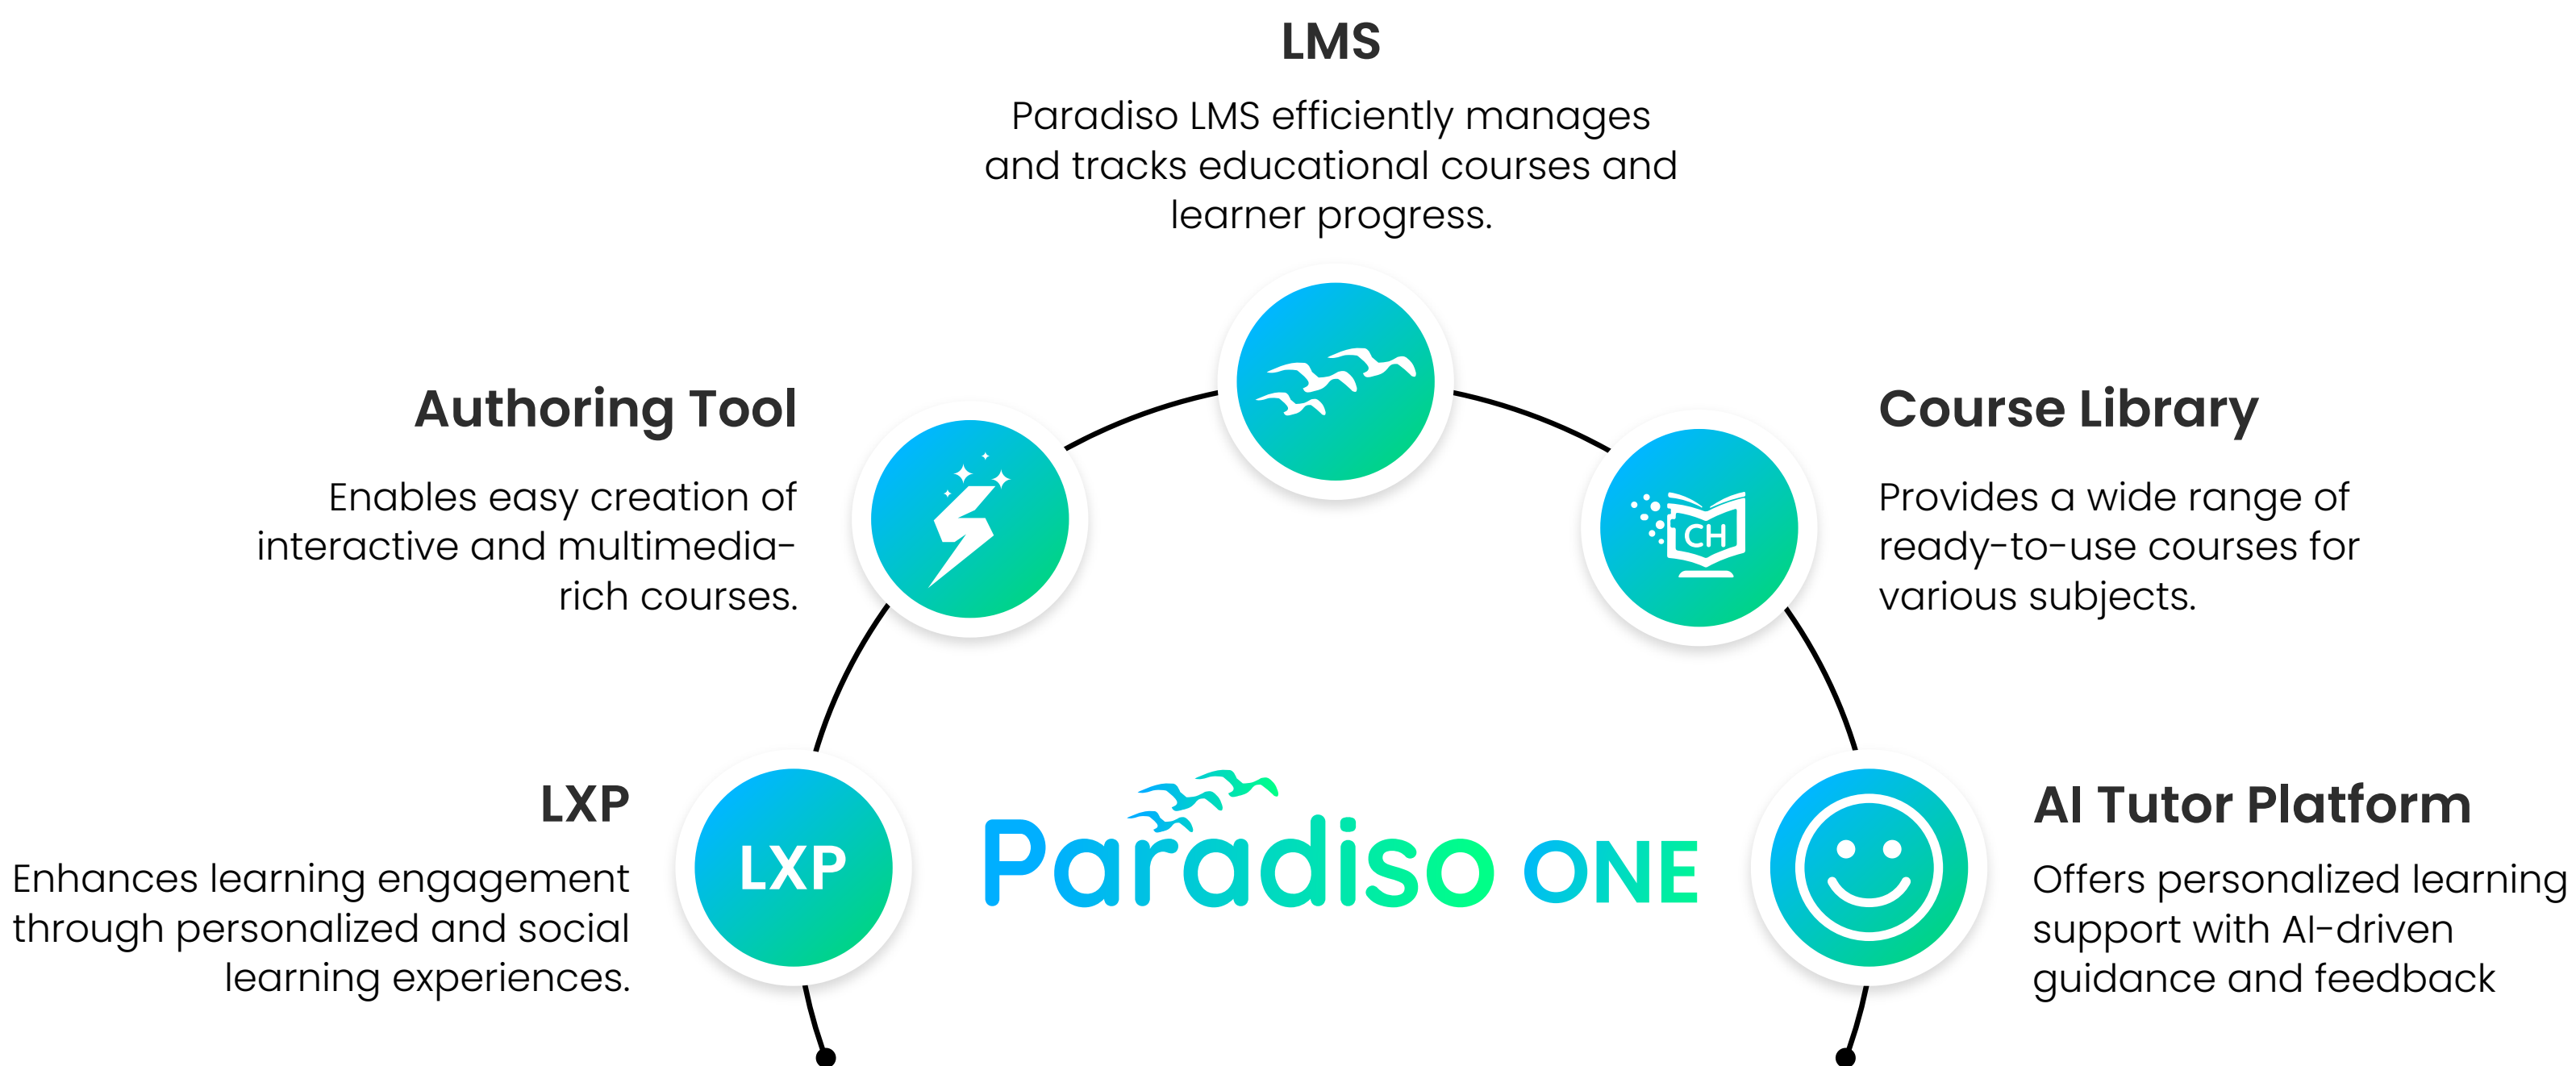 LMS
Paradiso LMS efficiently manages
and tracks educational courses and
learner progress.
Authoring Tool
Enables easy creation of
interactive and multimedia-
rich courses.
Course Library
Provides a wide range of
ready-to-use courses for
various subjects.
CH
LXP
Enhances learning engagement
through personalized and social
learning experiences.
LXP
Paradiso ONE
AI Tutor Platform
Offers personalized learning
support with AI-driven
guidance and feedback